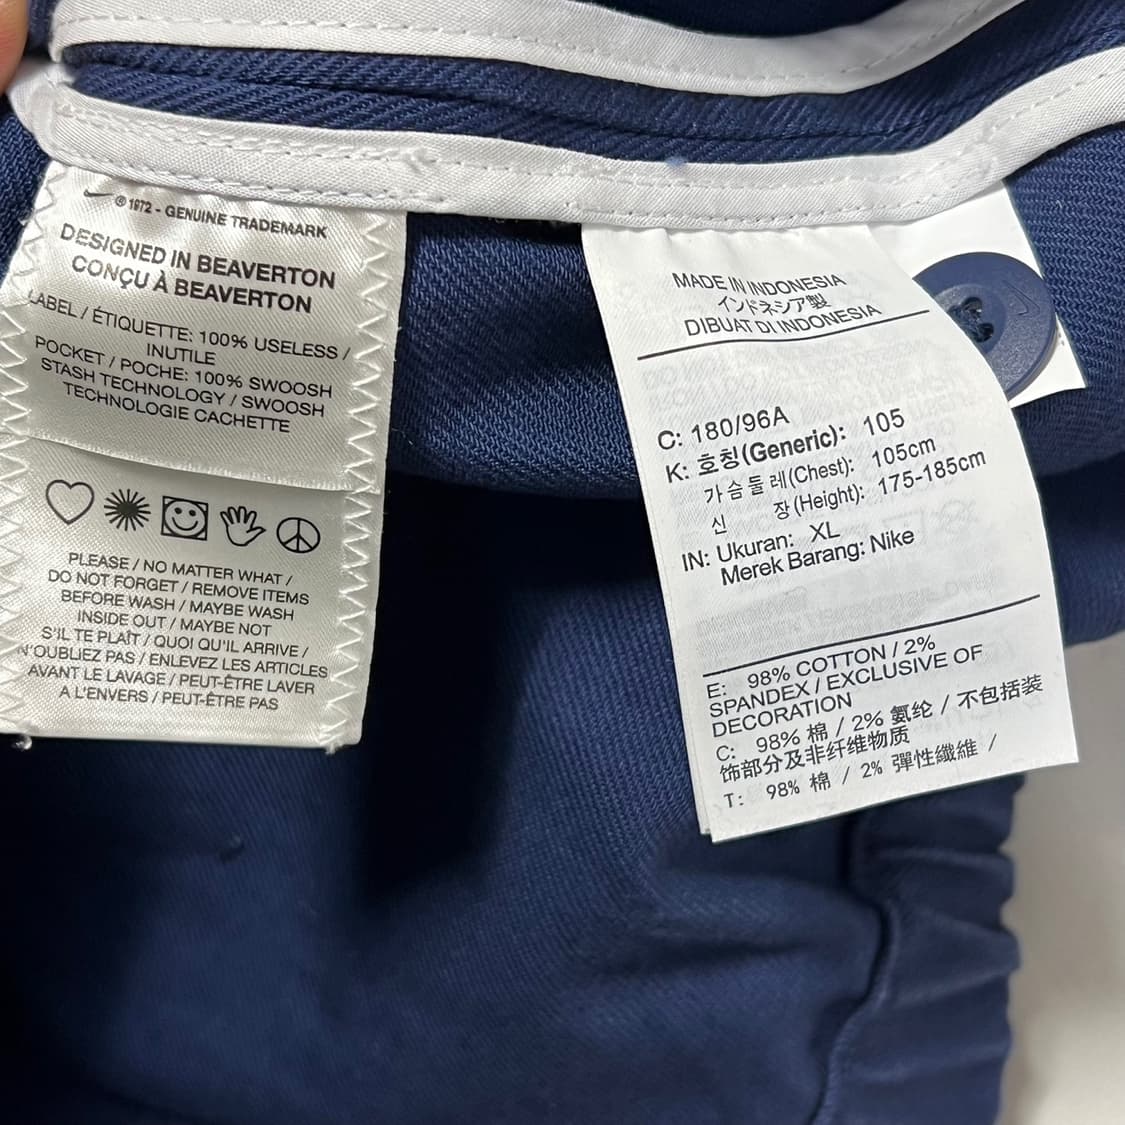 ® 1972 - GENUINE TRADEMARK
DESIGNED IN BEAVERTON
CONÇU À BEAVERTON
LABEL / ÉTIQUETTE: 100% USELESS /
INUTILE
POCKET / POCHE: 100% SWOOSH
STASH TECHNOLOGY / SWOOSH
TECHNOLOGIE CACHETTE
PLEASE / NO MATTER WHAT /
DO NOT FORGET / REMOVE ITEMS
BEFORE WASH / MAYBE WASH
INSIDE OUT / MAYBE NOT
S'IL TE PLAÎT / QUOI QU'IL ARRIVE /
N'OUBLIEZ PAS / ENLEVEZ LES ARTICLES
AVANT LE LAVAGE / PEUT-ÊTRE LAVER
A L'ENVERS / PEUT-ÊTRE PAS
MADE IN INDONESIA
インドネシア製
DIBUAT DI INDONESIA
C: 180/96A
K: 호칭(Generic): 105
가슴둘레(Chest): 105cm
신 장(Height): 175-185cm
IN: Ukuran: XL
Merek Barang: Nike
E: 98% COTTON / 2%
SPANDEX / EXCLUSIVE OF
DECORATION
C: 98% 棉 / 2% 氨纶 / 不包括装
饰部分及非纤维物质
T: 98% 棉 / 2% 彈性纖維 /